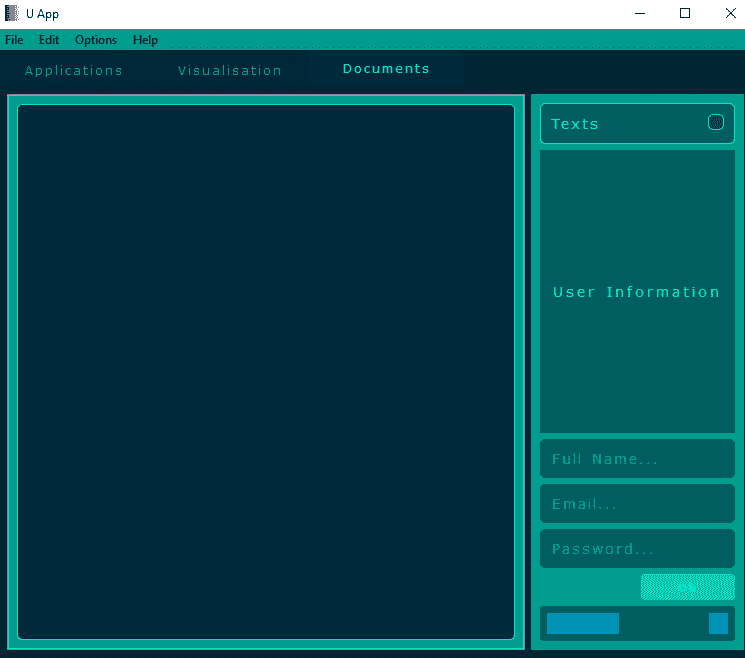 U App
File Edit Options Help
Applications Visualisation Documents
Texts
User Information
Full Name...
Email...
Password...